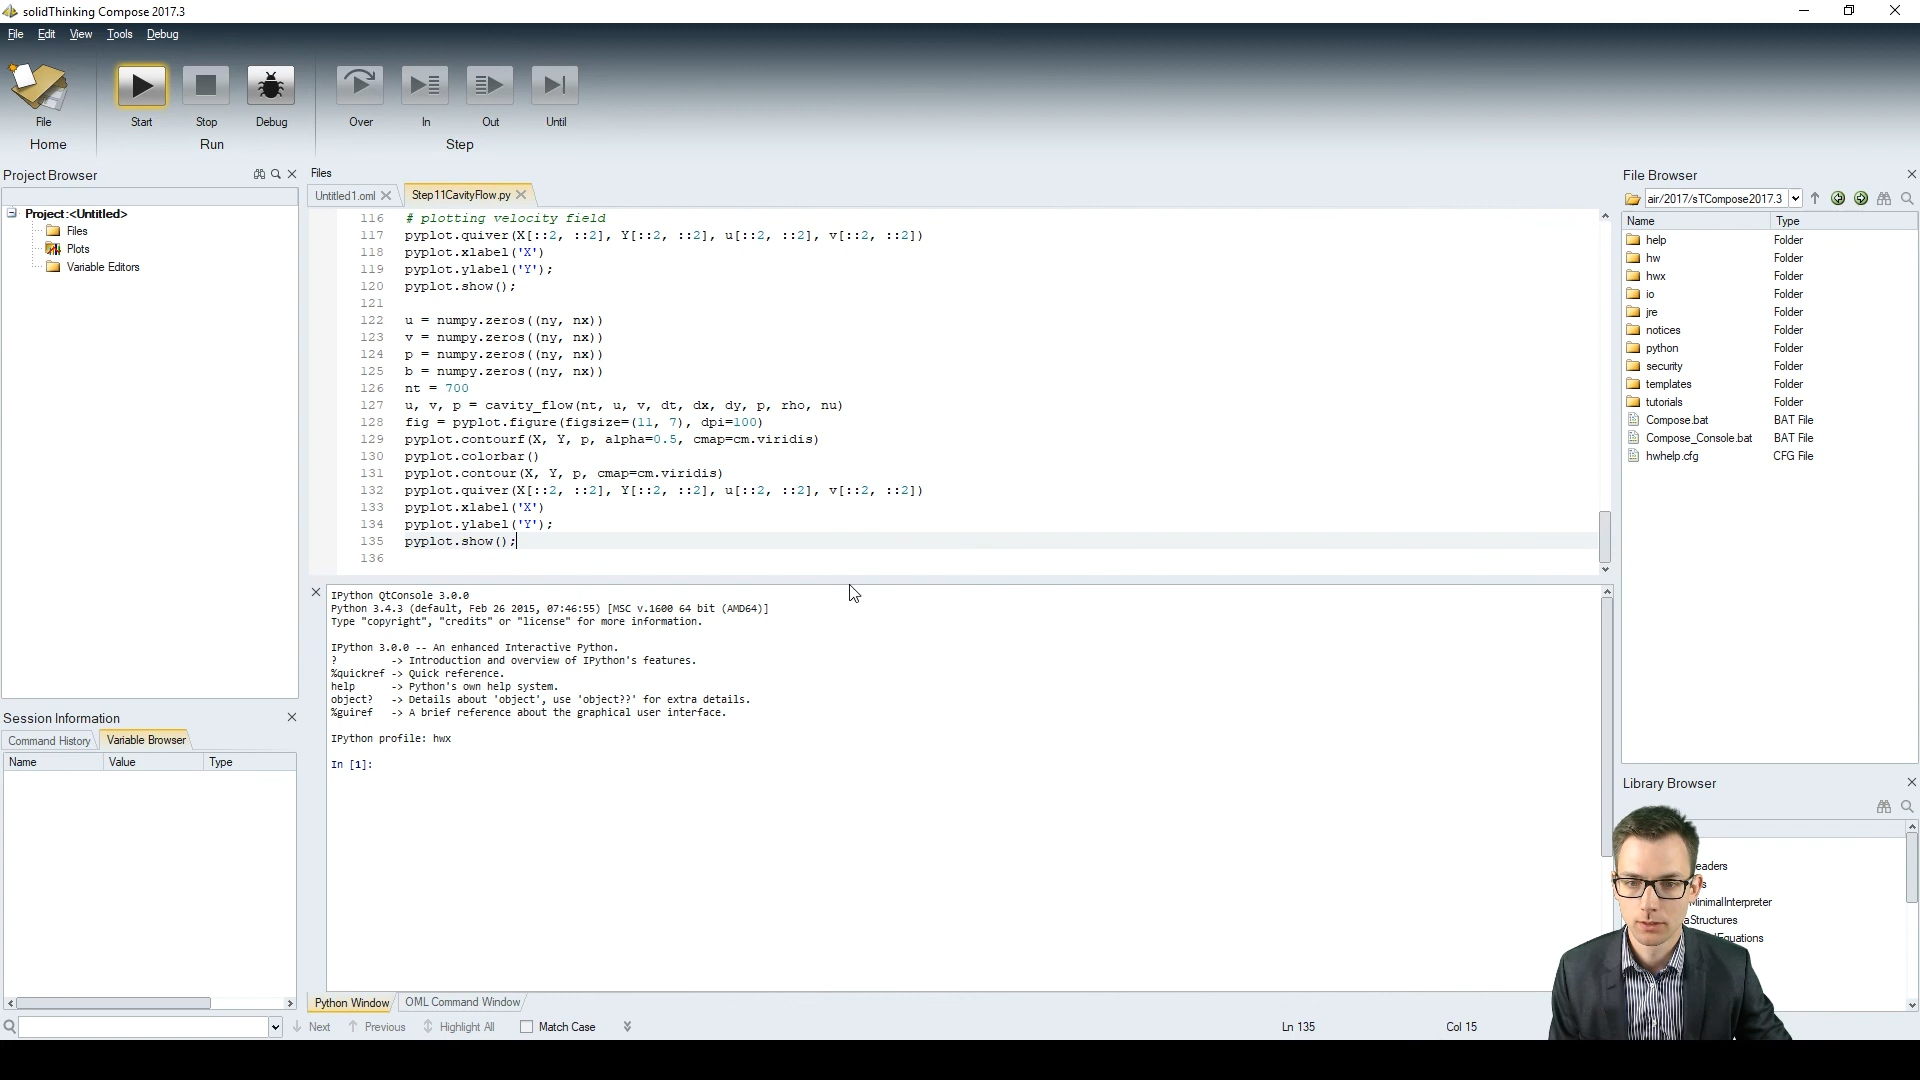 solidThinking Compose 2017.3
File Edit View Tools Debug
File Start Stop Debug Over In Out Until
Home Run Step
Project Browser
Project:<Untitled>
Files
Plots
Variable Editors
Session Information
Command History Variable Browser
Name Value Type
Files
Untitled1.oml Step11CavityFlow.py
116 # plotting velocity field
117 pyplot.quiver(X[::2, ::2], Y[::2, ::2], u[::2, ::2], v[::2, ::2])
118 pyplot.xlabel('X')
119 pyplot.ylabel('Y');
120 pyplot.show();
121
122 u = numpy.zeros((ny, nx))
123 v = numpy.zeros((ny, nx))
124 p = numpy.zeros((ny, nx))
125 b = numpy.zeros((ny, nx))
126 nt = 700
127 u, v, p = cavity_flow(nt, u, v, dt, dx, dy, p, rho, nu)
128 fig = pyplot.figure(figsize=(11, 7), dpi=100)
129 pyplot.contourf(X, Y, p, alpha=0.5, cmap=cm.viridis)
130 pyplot.colorbar()
131 pyplot.contour(X, Y, p, cmap=cm.viridis)
132 pyplot.quiver(X[::2, ::2], Y[::2, ::2], u[::2, ::2], v[::2, ::2])
133 pyplot.xlabel('X')
134 pyplot.ylabel('Y');
135 pyplot.show();
136
IPython QtConsole 3.0.0
Python 3.4.3 (default, Feb 26 2015, 07:46:55) [MSC v.1600 64 bit (AMD64)]
Type "copyright", "credits" or "license" for more information.
IPython 3.0.0 -- An enhanced Interactive Python.
? -> Introduction and overview of IPython's features.
%quickref -> Quick reference.
help -> Python's own help system.
object? -> Details about 'object', use 'object??' for extra details.
%guiref -> A brief reference about the graphical user interface.
IPython profile: hwx
In [1]:
Python Window OML Command Window
Next Previous Highlight All Match Case Ln 135 Col 15
File Browser
air/2017/sTCompose2017.3
Name Type
help Folder
hw Folder
hwx Folder
io Folder
jre Folder
notices Folder
python Folder
security Folder
templates Folder
tutorials Folder
Compose.bat BAT File
Compose_Console.bat BAT File
hwhelp.cfg CFG File
Library Browser
eaders
s
MinimalInterpreter
aStructures
Equations